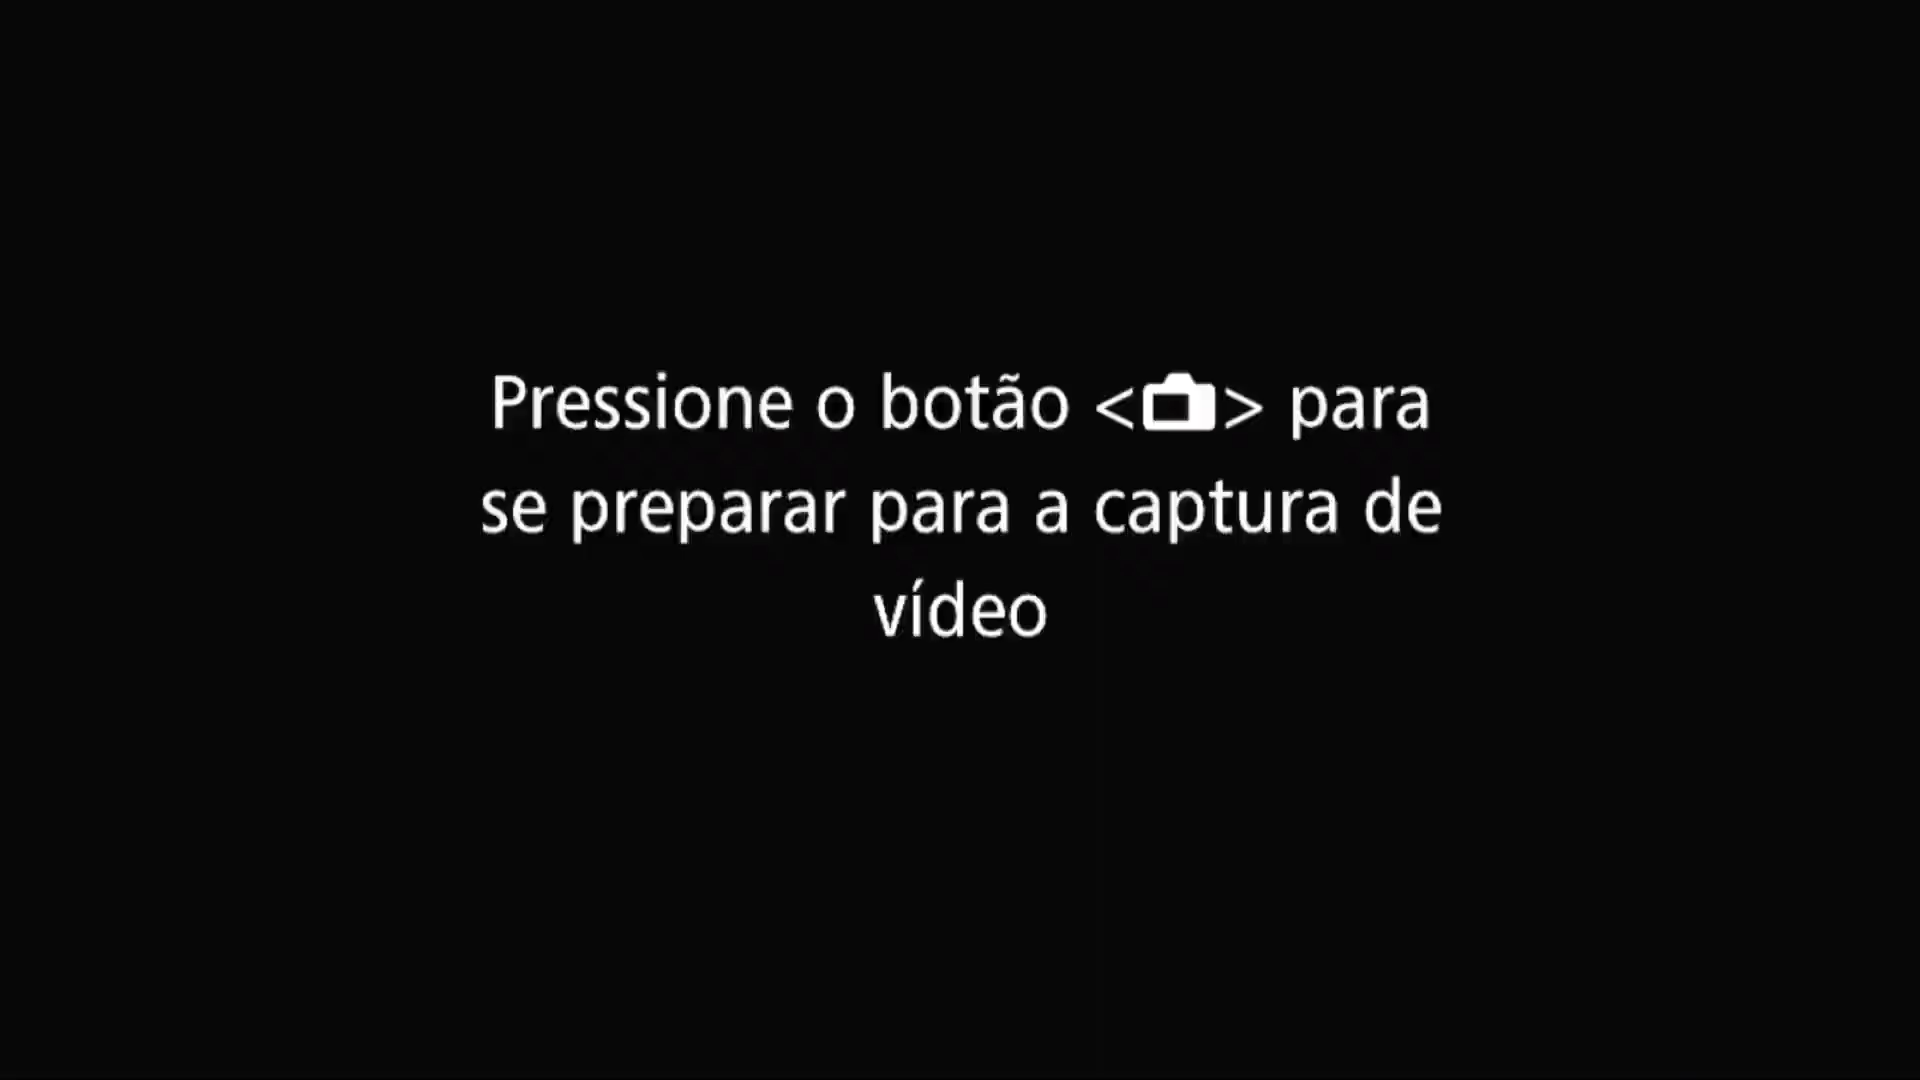 Pressione o botão <📷> para
se preparar para a captura de
vídeo